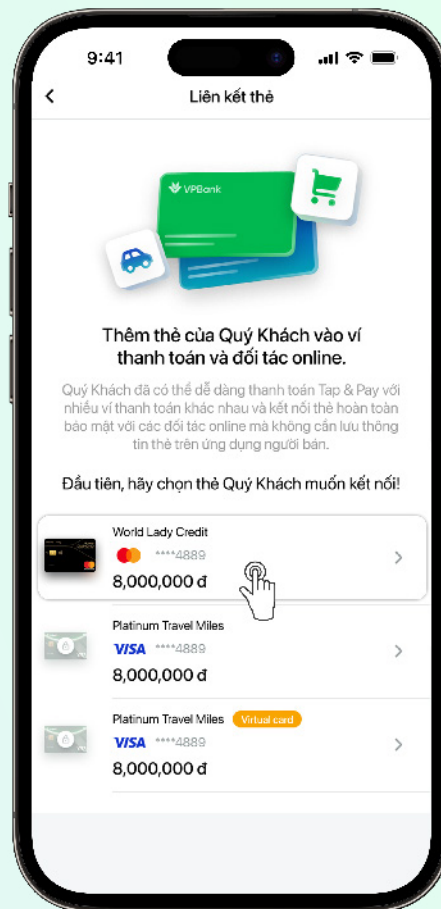 9:41
Liên kết thẻ
VPBank
Thêm thẻ của Quý Khách vào ví
thanh toán và đối tác online.
Quý Khách đã có thể dễ dàng thanh toán Tap & Pay với
nhiều ví thanh toán khác nhau và kết nối thẻ hoàn toàn
bảo mật với các đối tác online mà không cần lưu thông
tin thẻ trên ứng dụng người bán.
Đầu tiên, hãy chọn thẻ Quý Khách muốn kết nối!
World Lady Credit
****4889
8,000,000 đ
Platinum Travel Miles
VISA ****4889
8,000,000 đ
Platinum Travel Miles Virtual card
VISA ****4889
8,000,000 đ